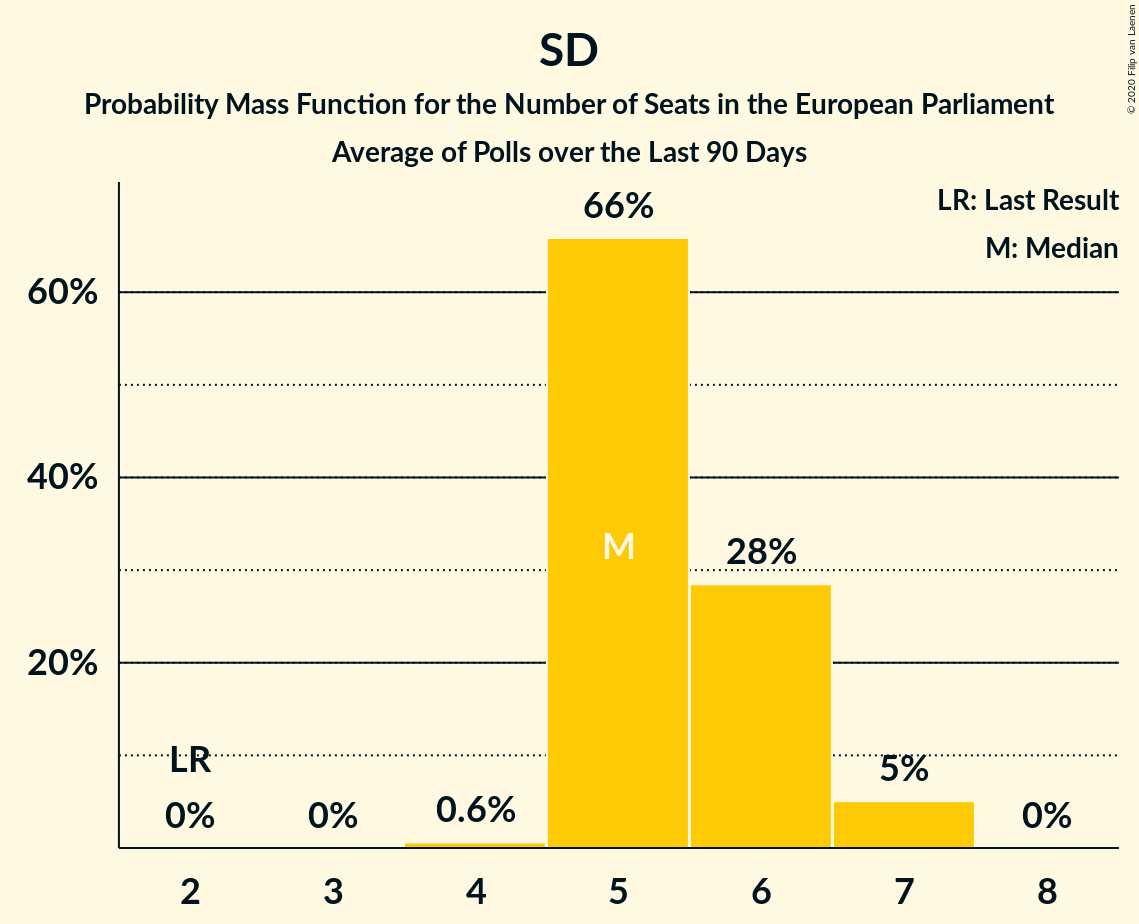 SD
Probability Mass Function for the Number of Seats in the European Parliament
Average of Polls over the Last 90 Days
© 2020 Filip van Laenen
LR: Last Result
M: Median
66%
60%
M
40%
28%
20%
LR
5%
0%
0%
0.6%
0%
2
3
4
5
6
7
8